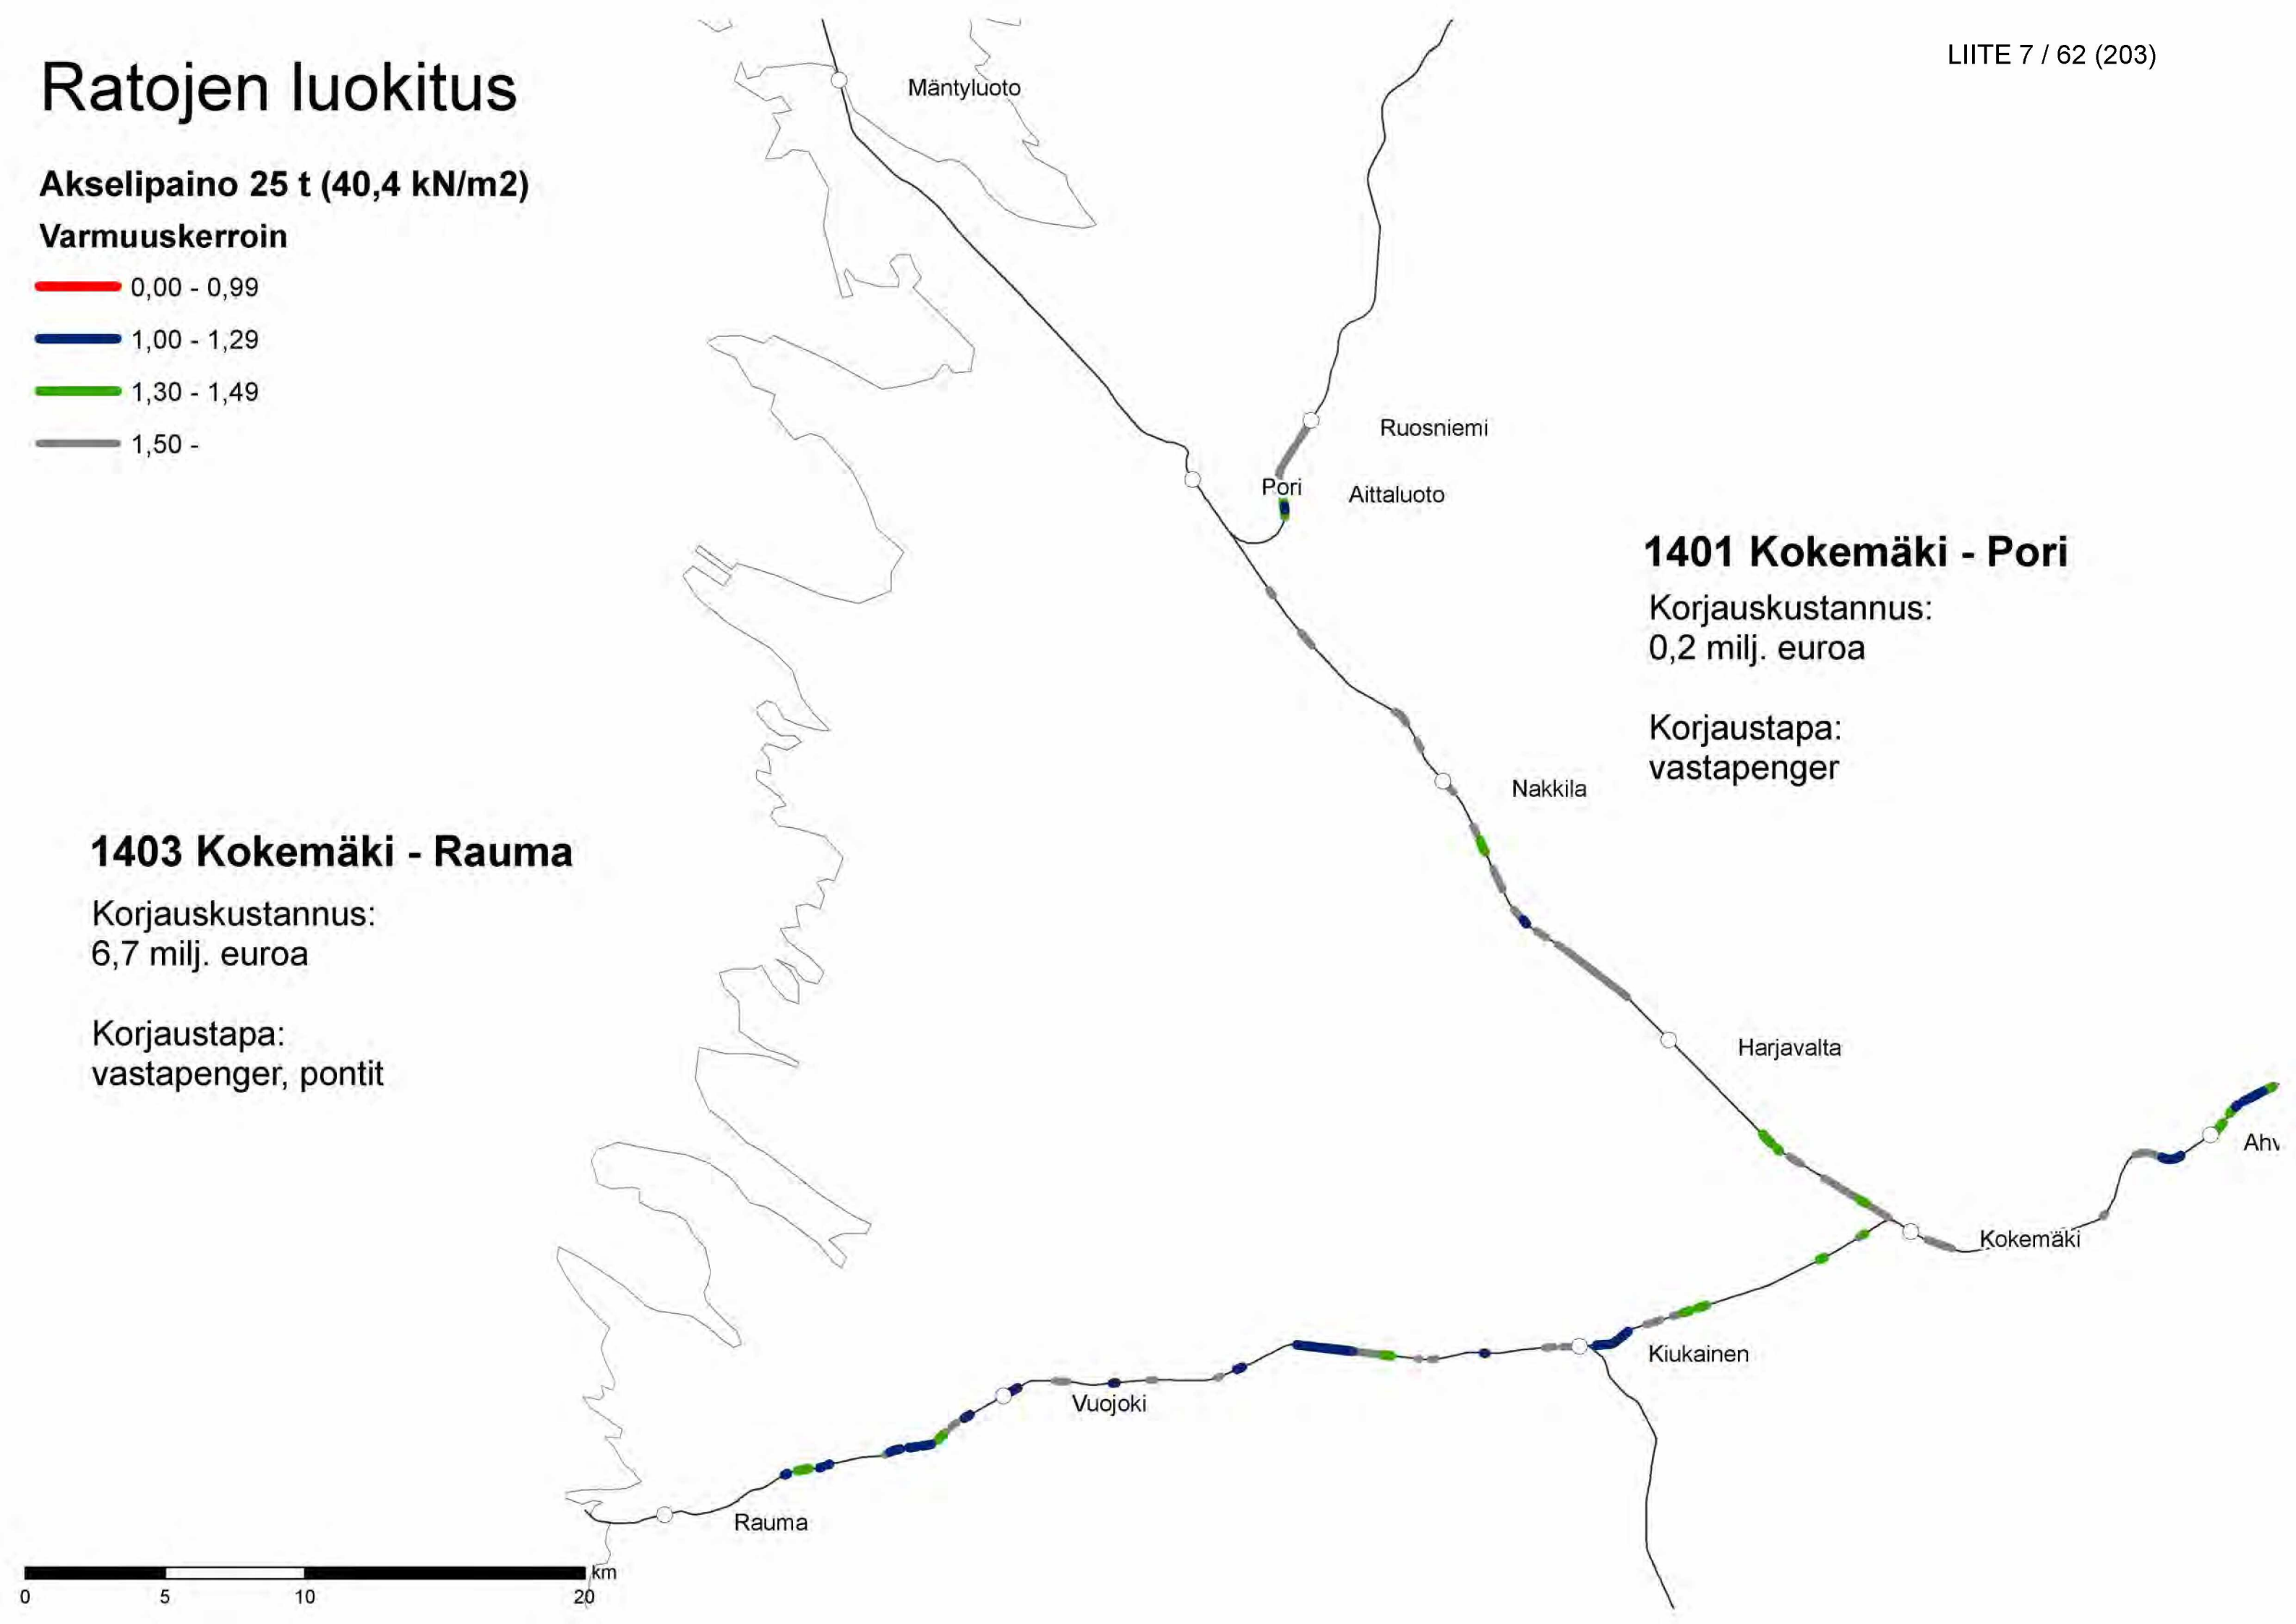 LIITE 7 / 62 (203)
Ratojen luokitus
Akselipaino 25 t (40,4 kN/m2)
Varmuuskerroin
0,00 - 0,99
1,00 - 1,29
1,30 - 1,49
1,50 -
Mäntyluoto
Ruosniemi
Pori
Aittaluoto
1401 Kokemäki - Pori
Korjauskustannus:
0,2 milj. euroa
Korjaustapa:
vastapenger
Nakkila
1403 Kokemäki - Rauma
Korjauskustannus:
6,7 milj. euroa
Korjaustapa:
vastapenger, pontit
Harjavalta
Ahv
Kokemäki
Kiukainen
Vuojoki
Rauma
km
0 5 10 20